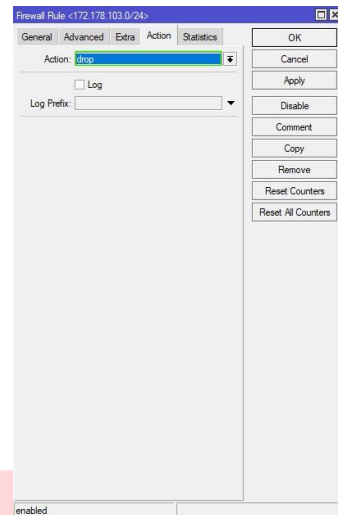 Firewall Rule <172.178.103.0/24>
General Advanced Extra Action Statistics
Action: drop
Log
Log Prefix:
OK
Cancel
Apply
Disable
Comment
Copy
Remove
Reset Counters
Reset All Counters
enabled